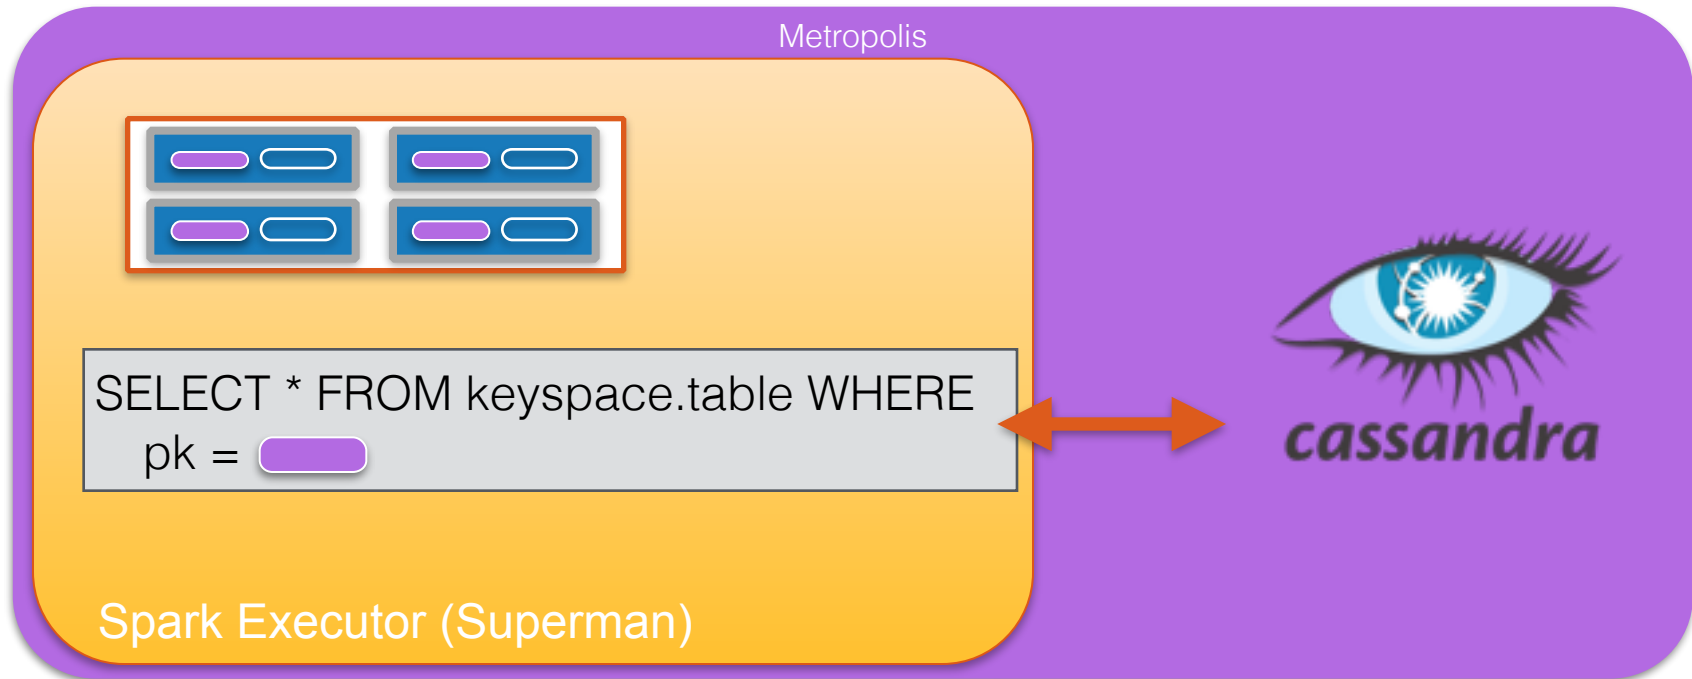 Metropolis
SELECT * FROM keyspace.table WHERE
pk =
cassandra
Spark Executor (Superman)